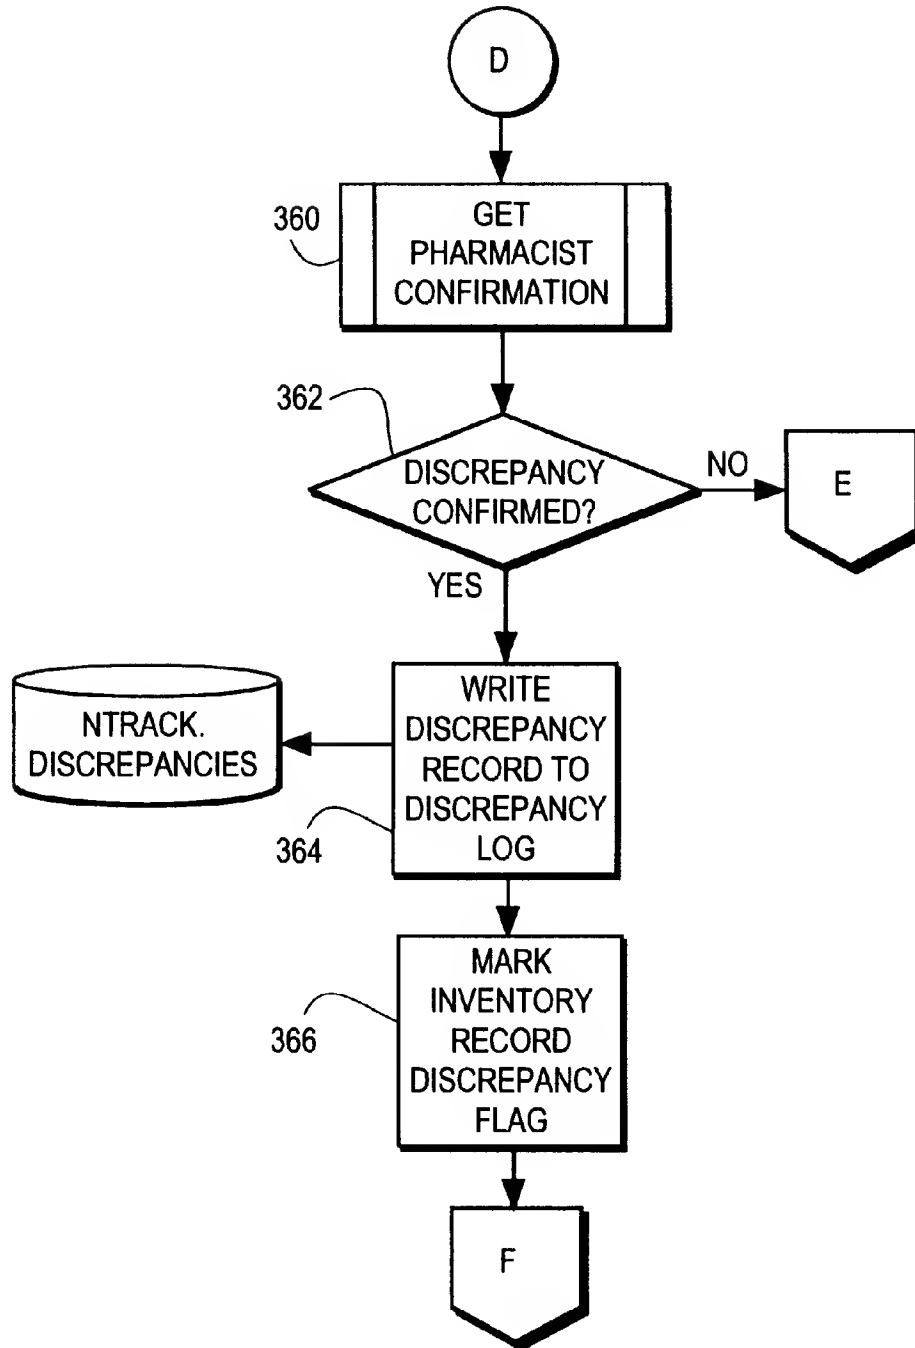 D
360
GET
PHARMACIST
CONFIRMATION
362
DISCREPANCY
CONFIRMED?
NO
E
YES
NTRACK.
DISCREPANCIES
WRITE
DISCREPANCY
RECORD TO
DISCREPANCY
LOG
364
MARK
INVENTORY
RECORD
DISCREPANCY
FLAG
366
F